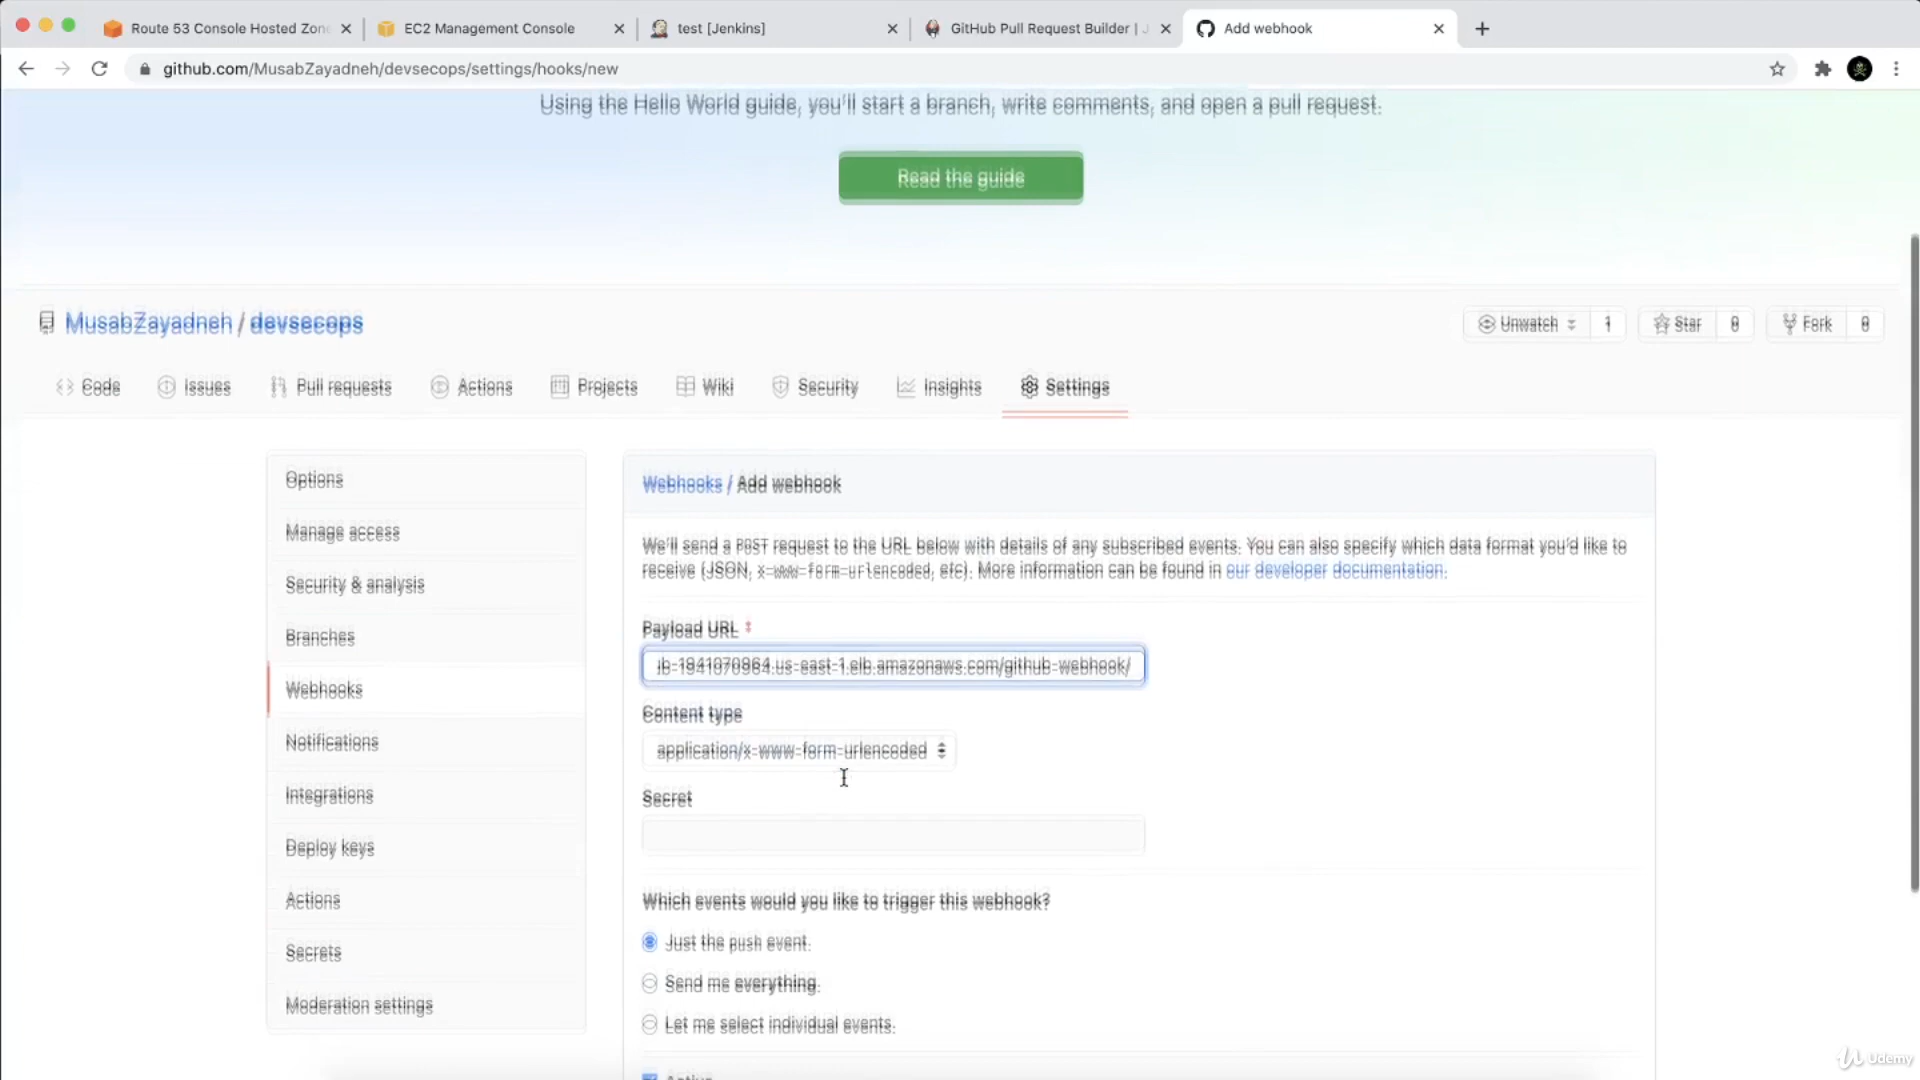 Route 53 Console Hosted Zon
EC2 Management Console
test [Jenkins]
GitHub Pull Request Builder | J
Add webhook
github.com/MusabZayadneh/devsecops/settings/hooks/new
Using the Hello World guide, you'll start a branch, write comments, and open a pull request.
Read the guide
MusabZayadneh / devsecops
Unwatch 1
Star 0
Fork 0
Code
Issues
Pull requests
Actions
Projects
Wiki
Security
Insights
Settings
Options
Manage access
Security & analysis
Branches
Webhooks
Notifications
Integrations
Deploy keys
Actions
Secrets
Moderation settings
Webhooks / Add webhook
We'll send a POST request to the URL below with details of any subscribed events. You can also specify which data format you'd like to
receive (JSON, x-www-form-urlencoded, etc). More information can be found in our developer documentation.
Payload URL *
lb-1941070964.us-east-1.elb.amazonaws.com/github-webhook/
Content type
application/x-www-form-urlencoded
Secret
Which events would you like to trigger this webhook?
Just the push event.
Send me everything.
Let me select individual events.
Active
Udemy